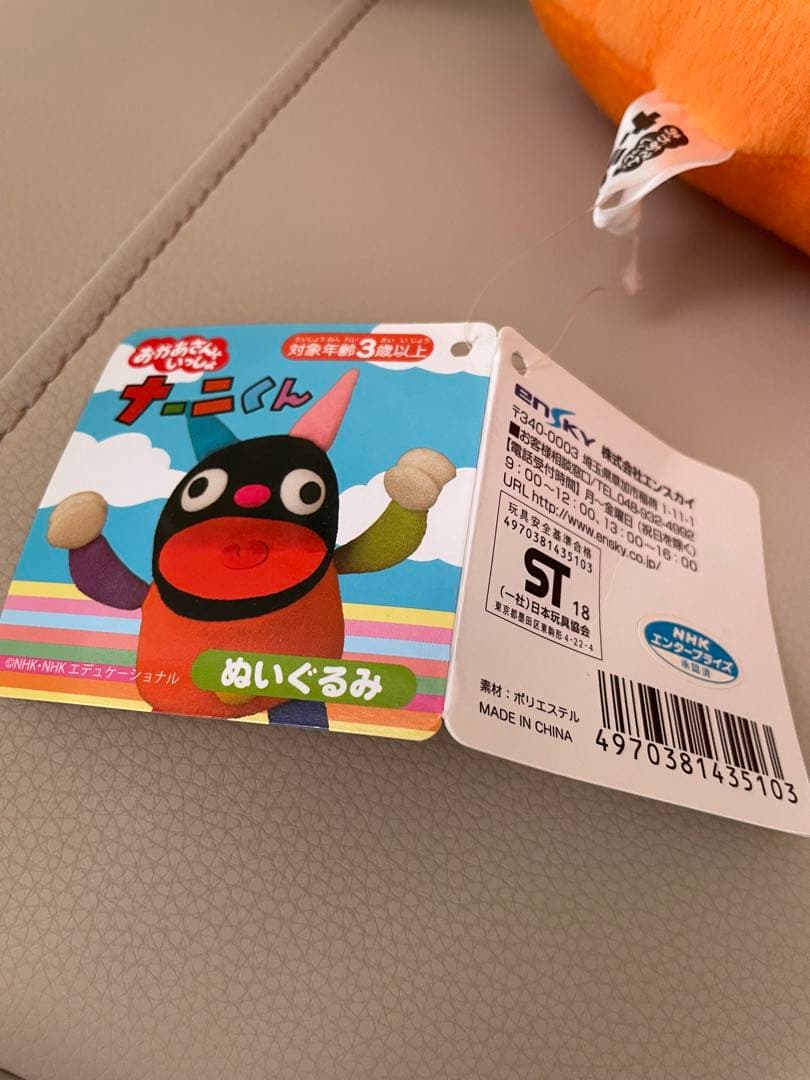 おかあさんと
いっしょ
たいしょうねんれい さい いじょう
対象年齢3歳以上
ナーニくん
©NHK・NHKエデュケーショナル
ぬいぐるみ
ensky 株式会社エンスカイ
〒340-0003 埼玉県草加市稲荷 1-11-1
■お客様相談窓口/TEL048-932-4992
【電話受付時間】月〜金曜日(祝日を除く)
9:00〜12:00、13:00〜16:00
URL http://www.ensky.co.jp/
玩具安全基準合格
4970381435103
ST 18
(一社)日本玩具協会
東京都墨田区東駒形 4-22-4
NHK
エンタープライズ
承認済
素材:ポリエステル
MADE IN CHINA
4970381435103